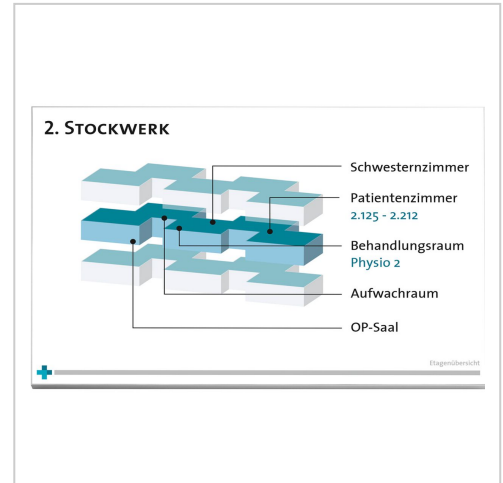 2. STOCKWERK
Schwesternzimmer
Patientenzimmer
2.125 - 2.212
Behandlungsraum
Physio 2
Aufwachraum
OP-Saal
Etagenübersicht